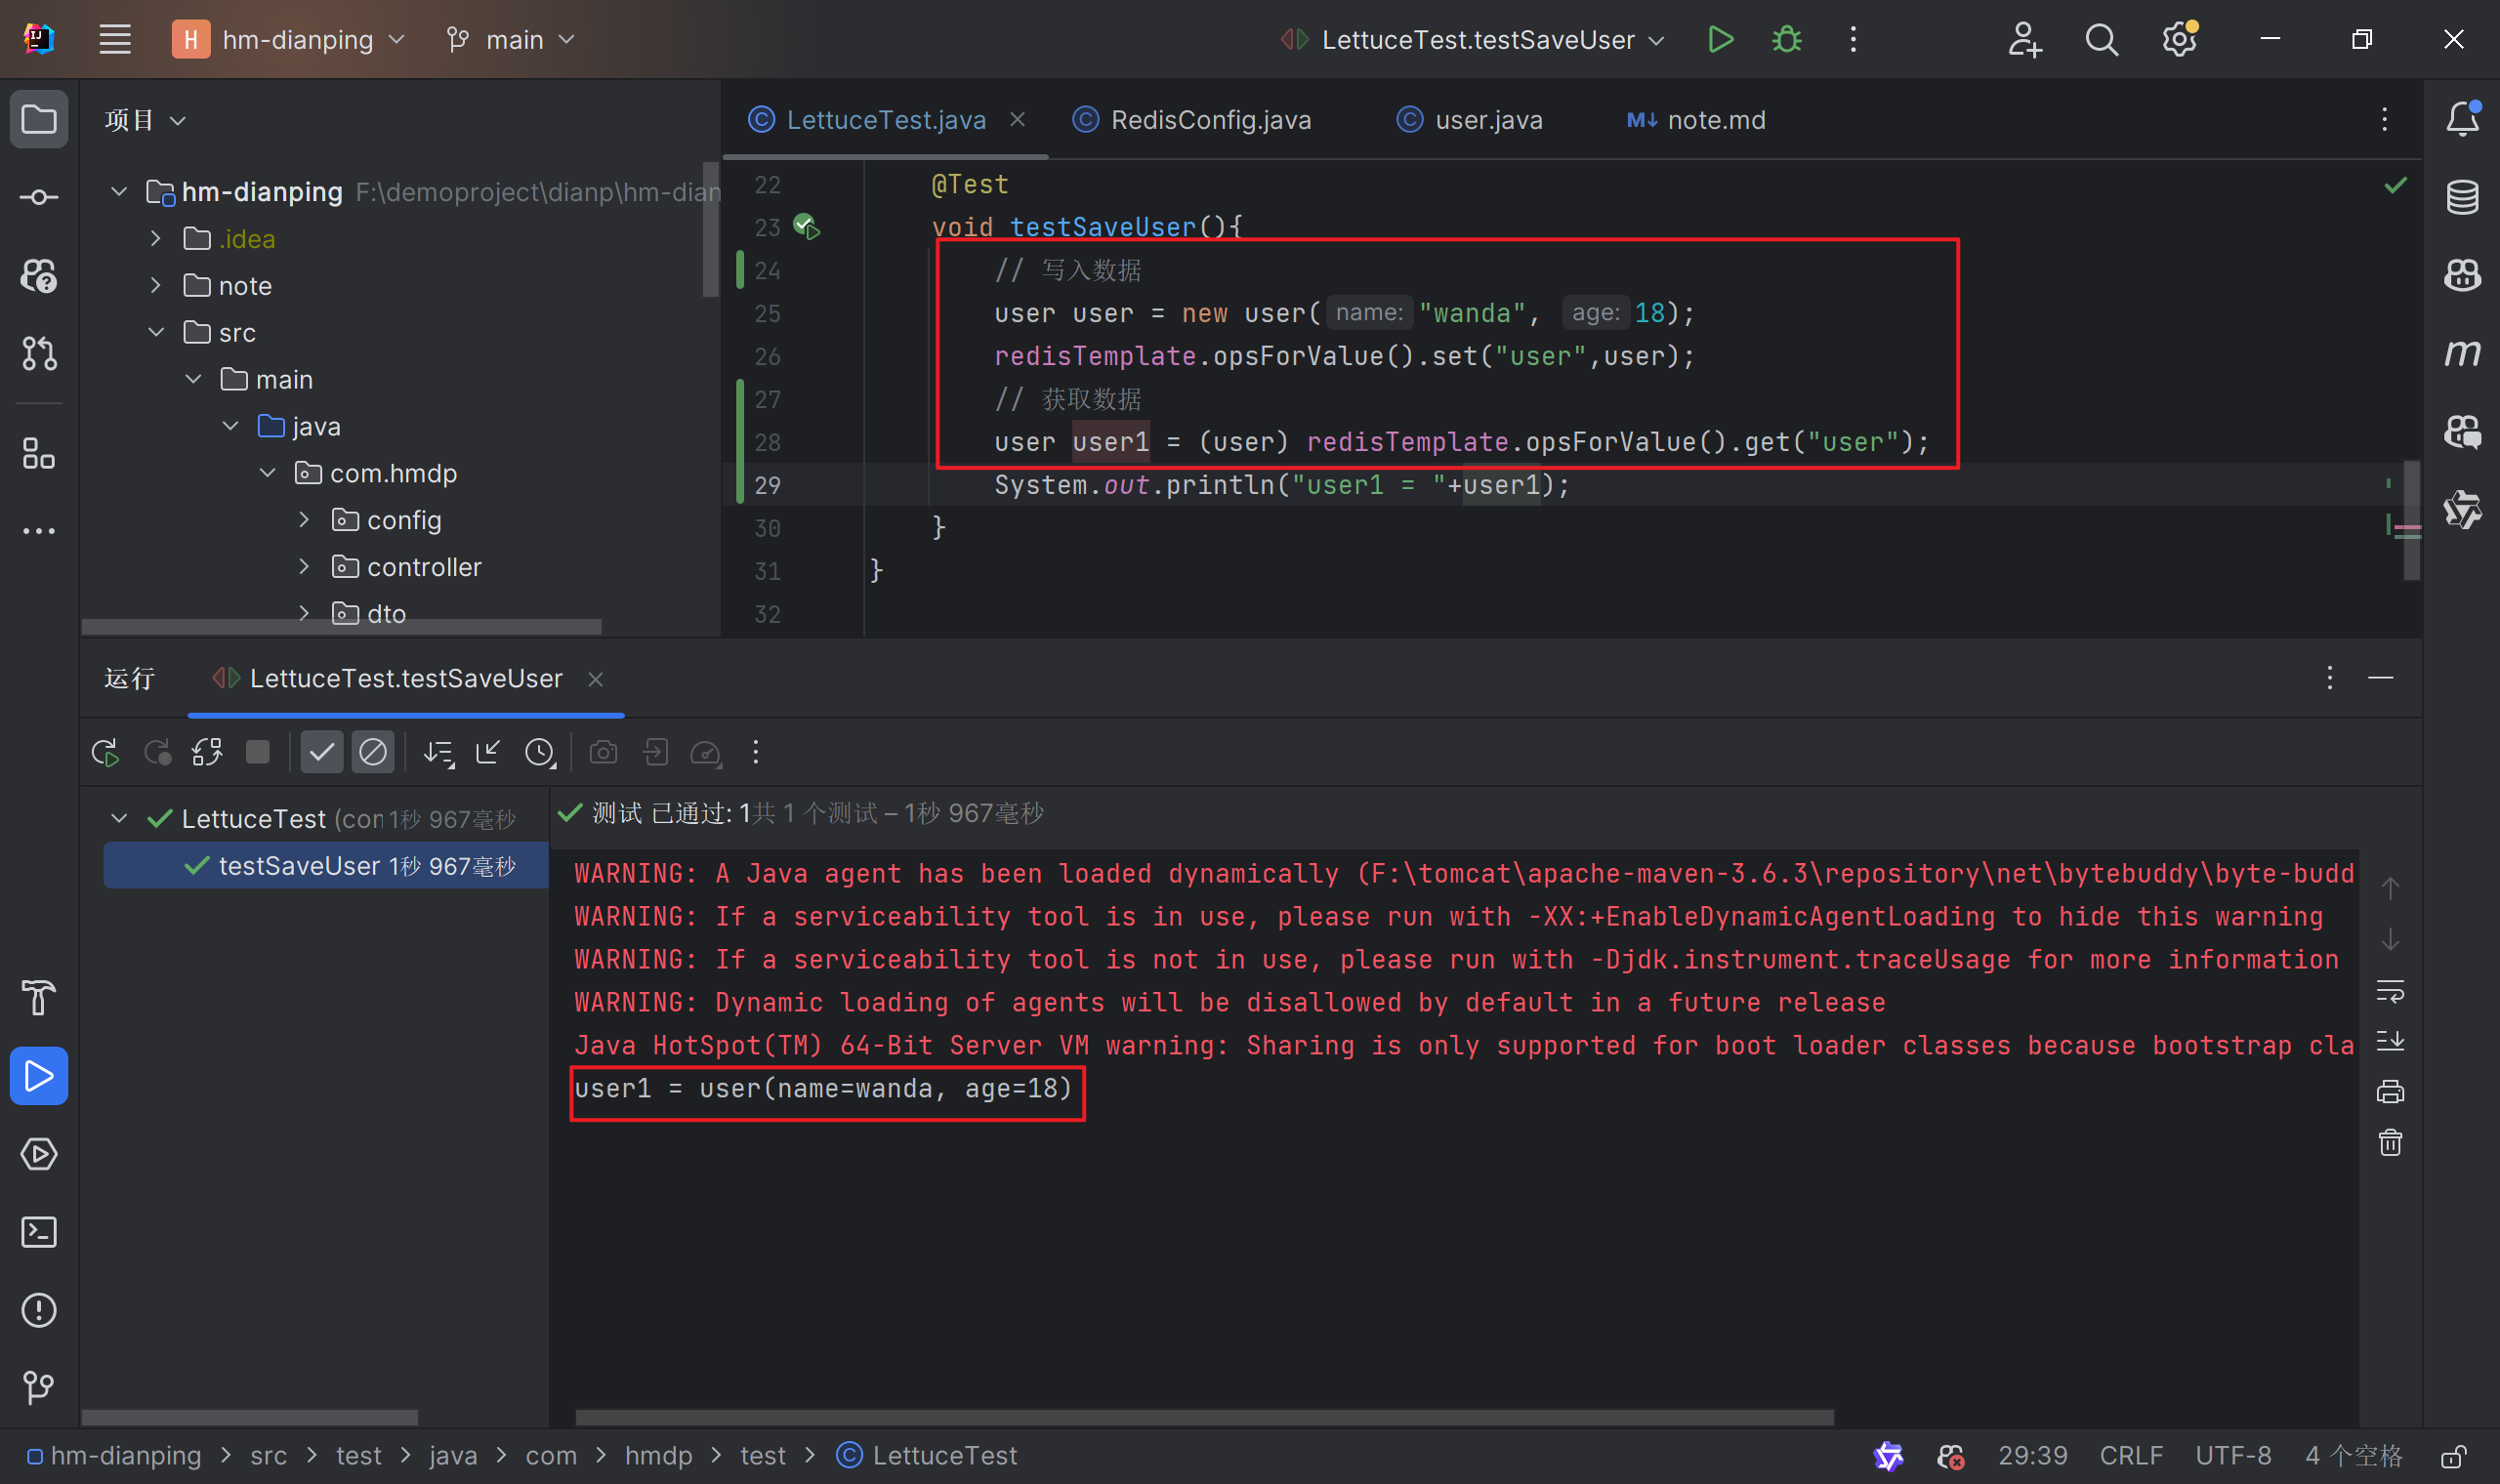 H hm-dianping main LettuceTest.testSaveUser
项目
hm-dianping F:\demoproject\dianp\hm-dian
.idea
note
src
main
java
com.hmdp
config
controller
dto
LettuceTest.java RedisConfig.java user.java M↓ note.md
22 @Test
23 void testSaveUser(){
24 // 写入数据
25 user user = new user( name: "wanda", age: 18);
26 redisTemplate.opsForValue().set("user",user);
27 // 获取数据
28 user user1 = (user) redisTemplate.opsForValue().get("user");
29 System.out.println("user1 = "+user1);
30 }
31 }
32
运行 LettuceTest.testSaveUser
LettuceTest (con 1秒 967毫秒
testSaveUser 1秒 967毫秒
测试 已通过: 1共 1 个测试 – 1秒 967毫秒
WARNING: A Java agent has been loaded dynamically (F:\tomcat\apache-maven-3.6.3\repository\net\bytebuddy\byte-budd
WARNING: If a serviceability tool is in use, please run with -XX:+EnableDynamicAgentLoading to hide this warning
WARNING: If a serviceability tool is not in use, please run with -Djdk.instrument.traceUsage for more information
WARNING: Dynamic loading of agents will be disallowed by default in a future release
Java HotSpot(TM) 64-Bit Server VM warning: Sharing is only supported for boot loader classes because bootstrap cla
user1 = user(name=wanda, age=18)
hm-dianping > src > test > java > com > hmdp > test > LettuceTest 29:39 CRLF UTF-8 4 个空格